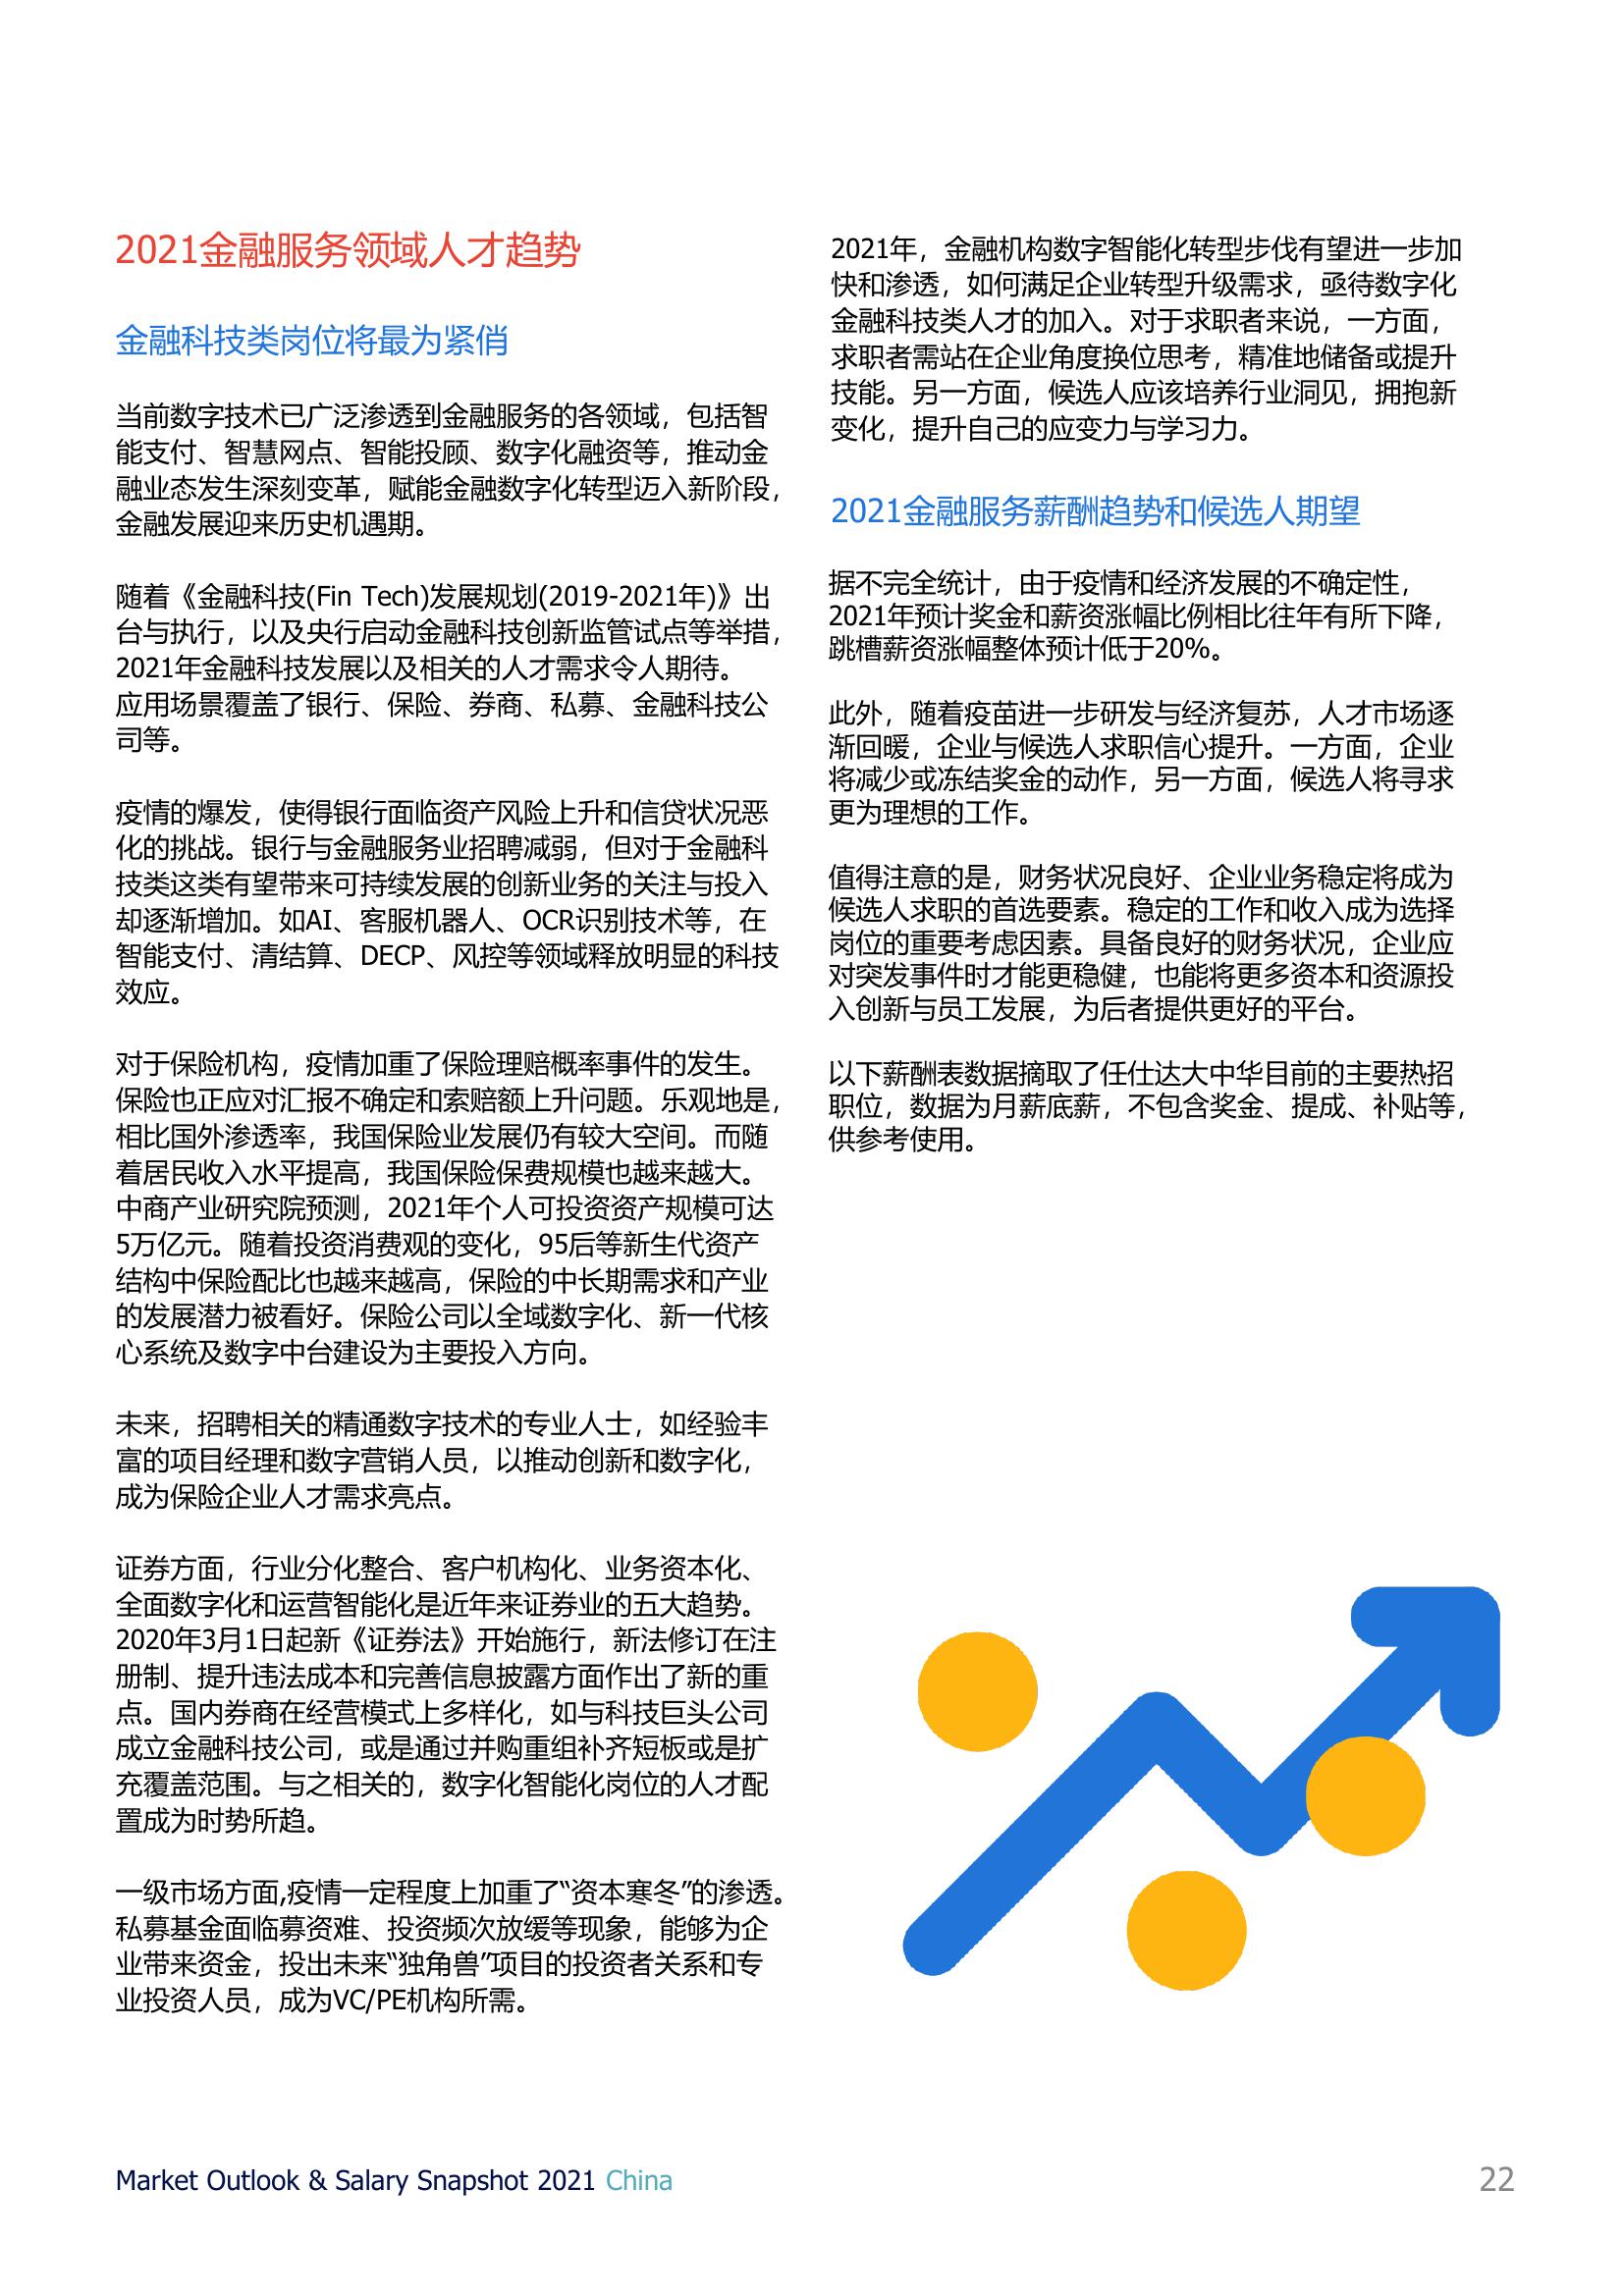 2021金融服务领域人才趋势
金融科技类岗位将最为紧俏
当前数字技术已广泛渗透到金融服务的各领域，包括智
能支付、智慧网点、智能投顾、数字化融资等，推动金
融业态发生深刻变革，赋能金融数字化转型迈入新阶段，
金融发展迎来历史机遇期。
随着《金融科技(Fin Tech)发展规划(2019-2021年)》出
台与执行，以及央行启动金融科技创新监管试点等举措，
2021年金融科技发展以及相关的人才需求令人期待。
应用场景覆盖了银行、保险、券商、私募、金融科技公
司等。
疫情的爆发，使得银行面临资产风险上升和信贷状况恶
化的挑战。银行与金融服务业招聘减弱，但对于金融科
技类这类有望带来可持续发展的创新业务的关注与投入
却逐渐增加。如AI、客服机器人、OCR识别技术等，在
智能支付、清结算、DECP、风控等领域释放明显的科技
效应。
对于保险机构，疫情加重了保险理赔概率事件的发生。
保险也正应对汇报不确定和索赔额上升问题。乐观地是，
相比国外渗透率，我国保险业发展仍有较大空间。而随
着居民收入水平提高，我国保险保费规模也越来越大。
中商产业研究院预测，2021年个人可投资资产规模可达
5万亿元。随着投资消费观的变化，95后等新生代资产
结构中保险配比也越来越高，保险的中长期需求和产业
的发展潜力被看好。保险公司以全域数字化、新一代核
心系统及数字中台建设为主要投入方向。
未来，招聘相关的精通数字技术的专业人士，如经验丰
富的项目经理和数字营销人员，以推动创新和数字化，
成为保险企业人才需求亮点。
证券方面，行业分化整合、客户机构化、业务资本化、
全面数字化和运营智能化是近年来证券业的五大趋势。
2020年3月1日起新《证券法》开始施行，新法修订在注
册制、提升违法成本和完善信息披露方面作出了新的重
点。国内券商在经营模式上多样化，如与科技巨头公司
成立金融科技公司，或是通过并购重组补齐短板或是扩
充覆盖范围。与之相关的，数字化智能化岗位的人才配
置成为时势所趋。
一级市场方面,疫情一定程度上加重了“资本寒冬”的渗透。
私募基金面临募资难、投资频次放缓等现象，能够为企
业带来资金，投出未来“独角兽”项目的投资者关系和专
业投资人员，成为VC/PE机构所需。
2021年，金融机构数字智能化转型步伐有望进一步加
快和渗透，如何满足企业转型升级需求，亟待数字化
金融科技类人才的加入。对于求职者来说，一方面，
求职者需站在企业角度换位思考，精准地储备或提升
技能。另一方面，候选人应该培养行业洞见，拥抱新
变化，提升自己的应变力与学习力。
2021金融服务薪酬趋势和候选人期望
据不完全统计，由于疫情和经济发展的不确定性，
2021年预计奖金和薪资涨幅比例相比往年有所下降，
跳槽薪资涨幅整体预计低于20%。
此外，随着疫苗进一步研发与经济复苏，人才市场逐
渐回暖，企业与候选人求职信心提升。一方面，企业
将减少或冻结奖金的动作，另一方面，候选人将寻求
更为理想的工作。
值得注意的是，财务状况良好、企业业务稳定将成为
候选人求职的首选要素。稳定的工作和收入成为选择
岗位的重要考虑因素。具备良好的财务状况，企业应
对突发事件时才能更稳健，也能将更多资本和资源投
入创新与员工发展，为后者提供更好的平台。
以下薪酬表数据摘取了任仕达大中华目前的主要热招
职位，数据为月薪底薪，不包含奖金、提成、补贴等，
供参考使用。
Market Outlook & Salary Snapshot 2021 China
22